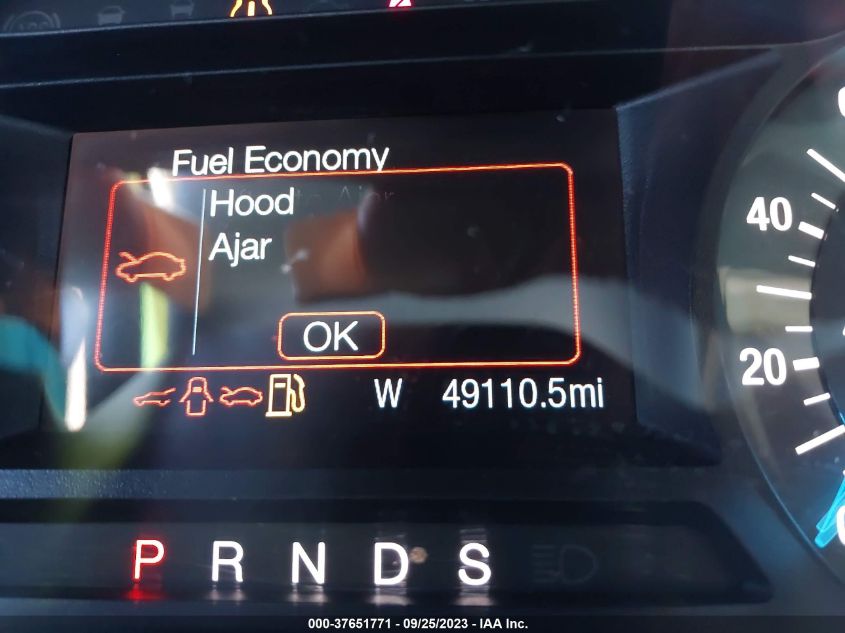 Fuel Economy
Hood
Ajar
OK
W 49110.5mi
40
20
P R N D S
000-37651771 - 09/25/2023 - IAA Inc.